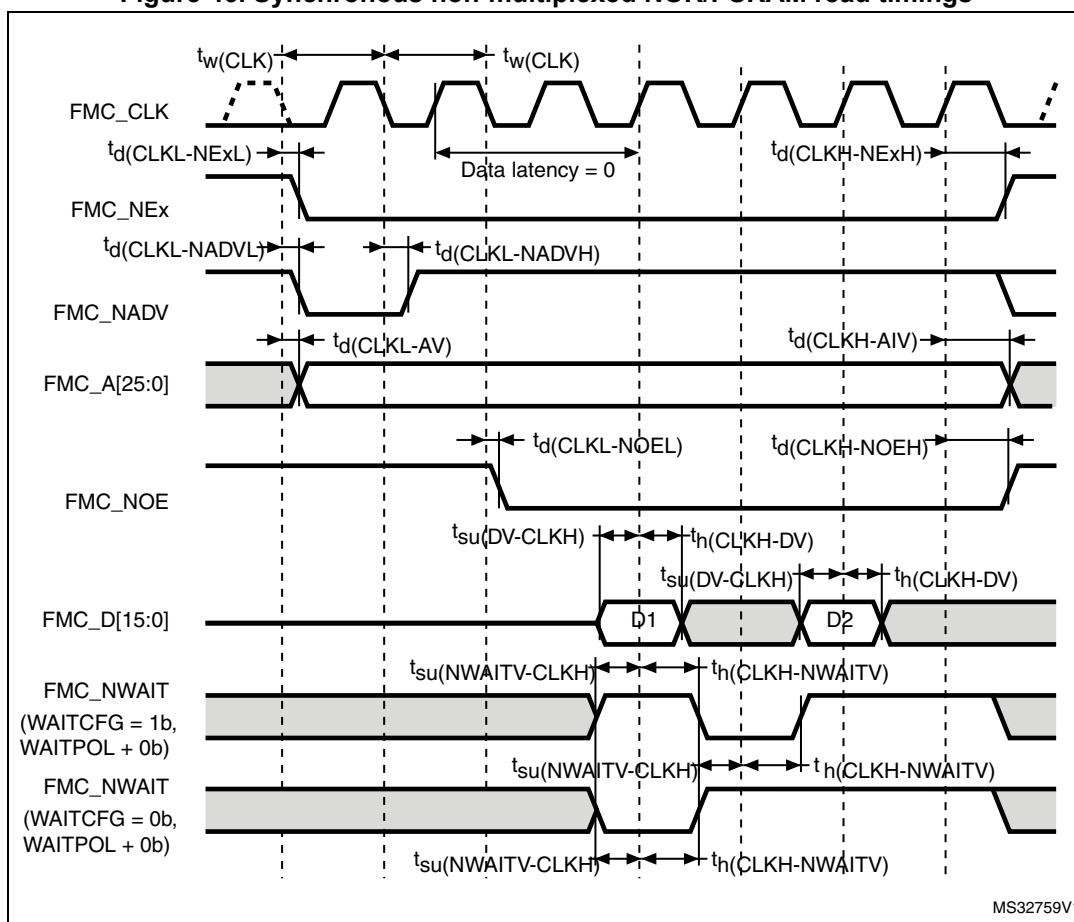 Figure 46. Synchronous non-multiplexed NOR/PSRAM read timings
tw(CLK)
tw(CLK)
FMC_CLK
td(CLKL-NExL)
Data latency = 0
td(CLKH-NExH)
FMC_NEx
td(CLKL-NADVL)
td(CLKL-NADVH)
FMC_NADV
td(CLKL-AV)
td(CLKH-AIV)
FMC_A[25:0]
td(CLKL-NOEL)
td(CLKH-NOEH)
FMC_NOE
tsu(DV-CLKH)
th(CLKH-DV)
tsu(DV-CLKH)
th(CLKH-DV)
FMC_D[15:0]
D1
D2
tsu(NWAITV-CLKH)
th(CLKH-NWAITV)
FMC_NWAIT
(WAITCFG = 1b,
WAITPOL + 0b)
tsu(NWAITV-CLKH)
th(CLKH-NWAITV)
FMC_NWAIT
(WAITCFG = 0b,
WAITPOL + 0b)
tsu(NWAITV-CLKH)
th(CLKH-NWAITV)